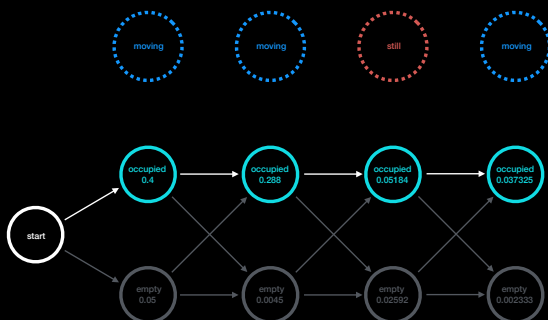 moving
moving
still
moving
occupied
0.4
occupied
0.288
occupied
0.05184
occupied
0.037325
start
empty
0.05
empty
0.0045
empty
0.02592
empty
0.002333